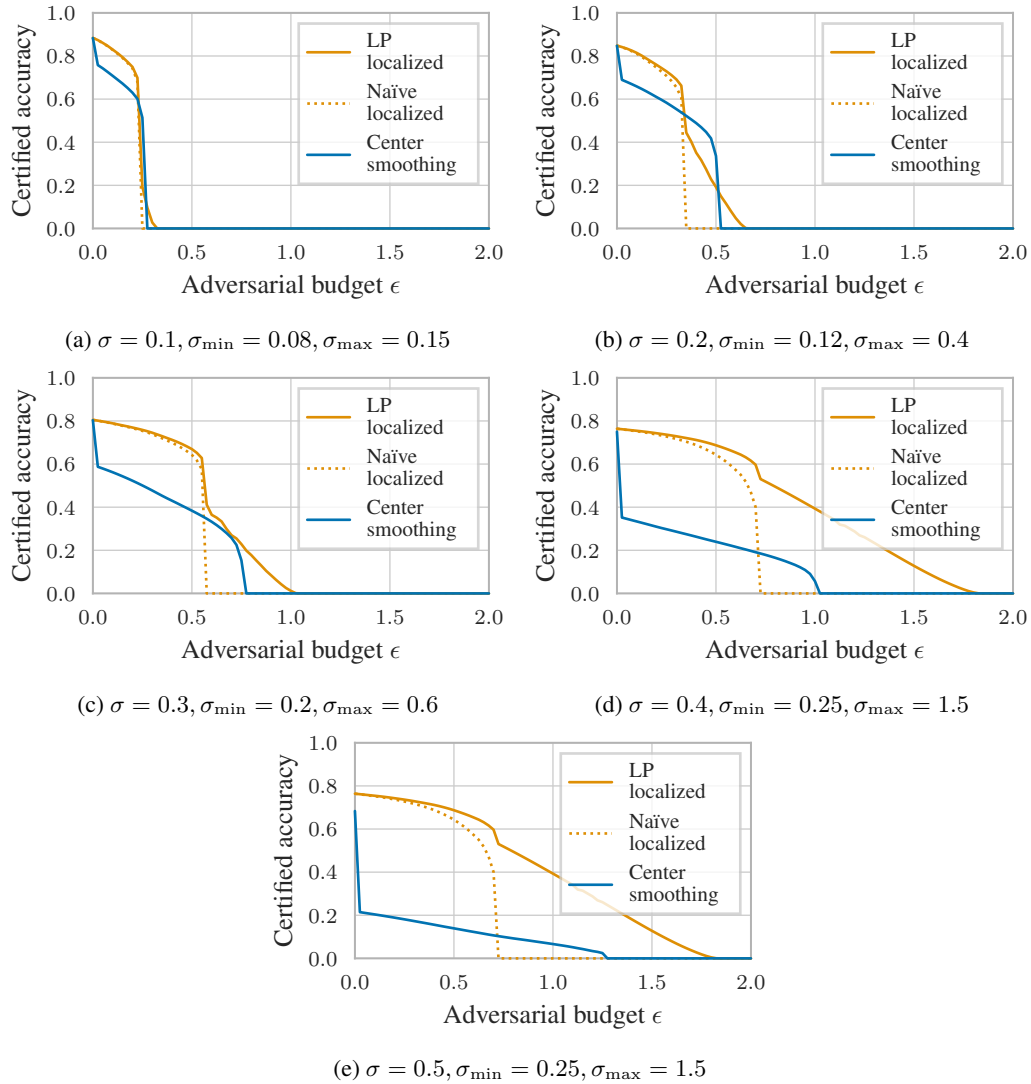 1.0
0.8
0.6
0.4
0.2
0.0
Certified accuracy
LP
localized
Naïve
localized
Center
smoothing
0.0 0.5 1.0 1.5 2.0
Adversarial budget ϵ
(a) σ = 0.1, σmin = 0.08, σmax = 0.15
1.0
0.8
0.6
0.4
0.2
0.0
Certified accuracy
LP
localized
Naïve
localized
Center
smoothing
0.0 0.5 1.0 1.5 2.0
Adversarial budget ϵ
(b) σ = 0.2, σmin = 0.12, σmax = 0.4
1.0
0.8
0.6
0.4
0.2
0.0
Certified accuracy
LP
localized
Naïve
localized
Center
smoothing
0.0 0.5 1.0 1.5 2.0
Adversarial budget ϵ
(c) σ = 0.3, σmin = 0.2, σmax = 0.6
1.0
0.8
0.6
0.4
0.2
0.0
Certified accuracy
LP
localized
Naïve
localized
Center
smoothing
0.0 0.5 1.0 1.5 2.0
Adversarial budget ϵ
(d) σ = 0.4, σmin = 0.25, σmax = 1.5
1.0
0.8
0.6
0.4
0.2
0.0
Certified accuracy
LP
localized
Naïve
localized
Center
smoothing
0.0 0.5 1.0 1.5 2.0
Adversarial budget ϵ
(e) σ = 0.5, σmin = 0.25, σmax = 1.5